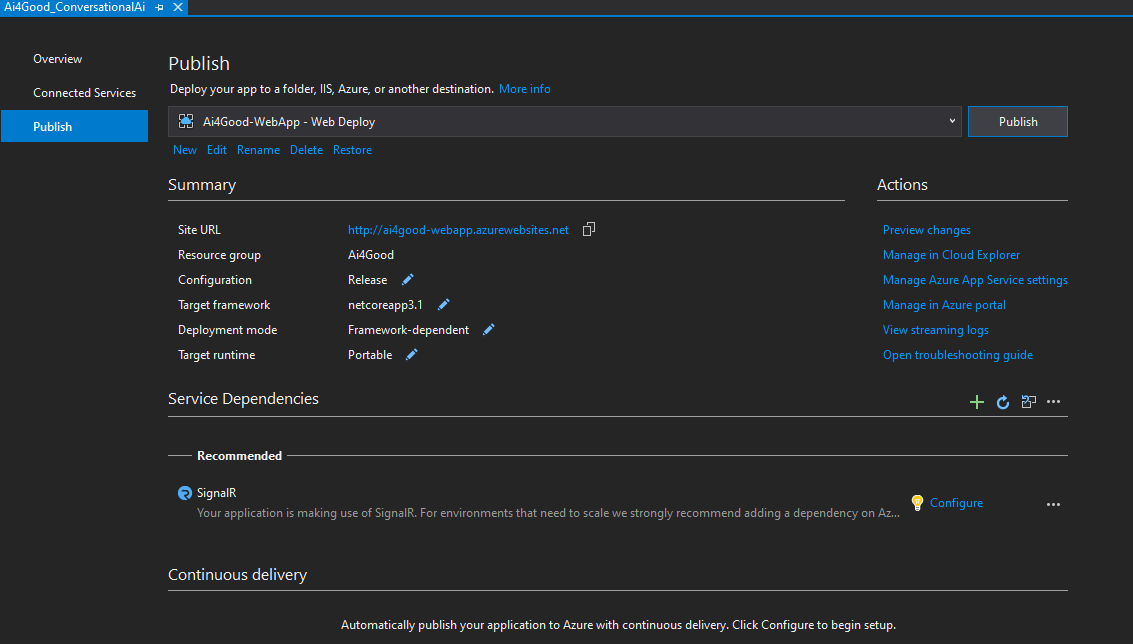 Ai4Good_ConversationalAi
Overview
Connected Services
Publish
Publish
Deploy your app to a folder, IIS, Azure, or another destination. More info
Ai4Good-WebApp - Web Deploy
Publish
New Edit Rename Delete Restore
Summary
Site URL http://ai4good-webapp.azurewebsites.net
Resource group Ai4Good
Configuration Release
Target framework netcoreapp3.1
Deployment mode Framework-dependent
Target runtime Portable
Actions
Preview changes
Manage in Cloud Explorer
Manage Azure App Service settings
Manage in Azure portal
View streaming logs
Open troubleshooting guide
Service Dependencies
Recommended
SignalR
Your application is making use of SignalR. For environments that need to scale we strongly recommend adding a dependency on Az...
Configure
Continuous delivery
Automatically publish your application to Azure with continuous delivery. Click Configure to begin setup.